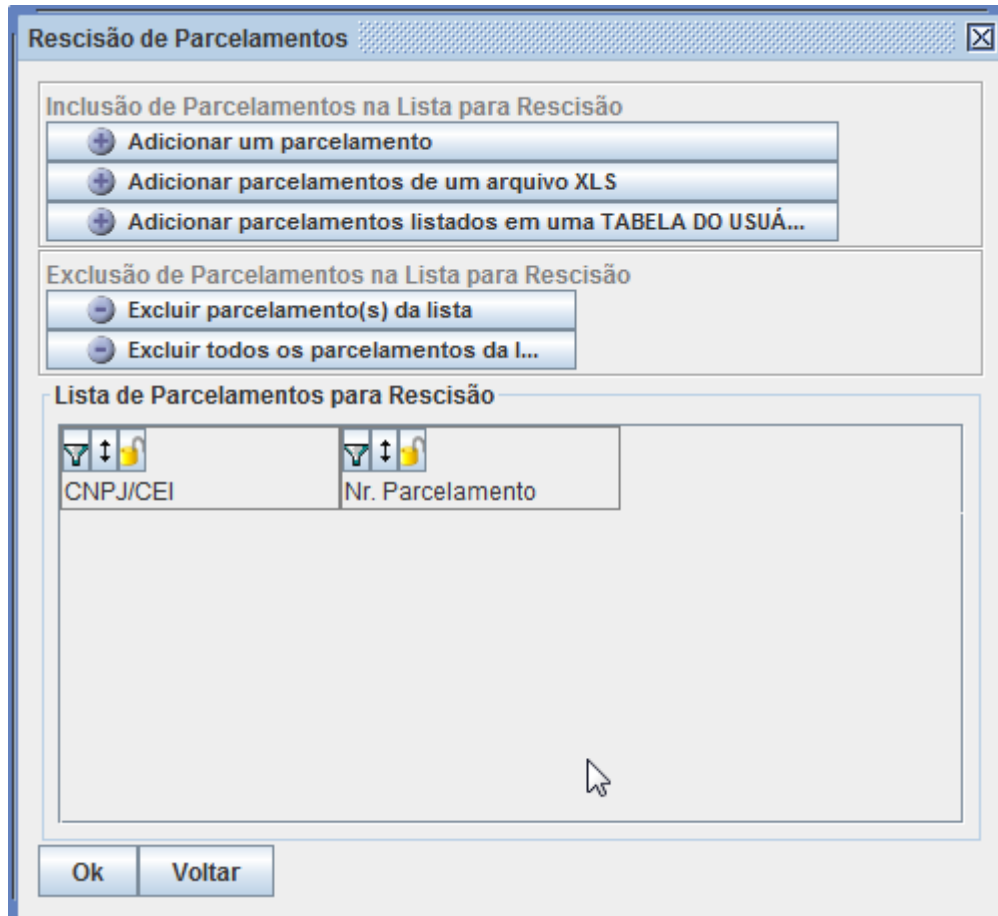 Rescisão de Parcelamentos
Inclusão de Parcelamentos na Lista para Rescisão
Adicionar um parcelamento
Adicionar parcelamentos de um arquivo XLS
Adicionar parcelamentos listados em uma TABELA DO USUÁ...
Exclusão de Parcelamentos na Lista para Rescisão
Excluir parcelamento(s) da lista
Excluir todos os parcelamentos da l...
Lista de Parcelamentos para Rescisão
CNPJ/CEI Nr. Parcelamento
Ok Voltar